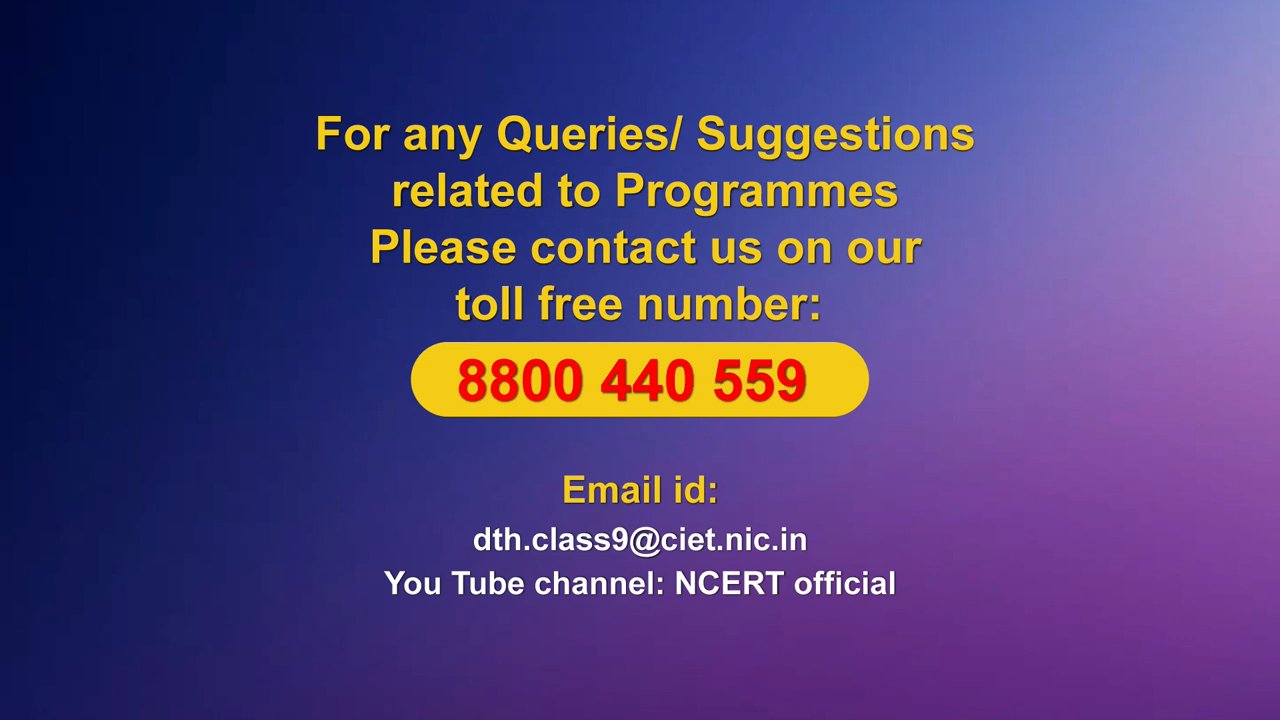 For any Queries/ Suggestions
related to Programmes
Please contact us on our
toll free number:
8800 440 559
Email id:
dth.class9@ciet.nic.in
You Tube channel: NCERT official